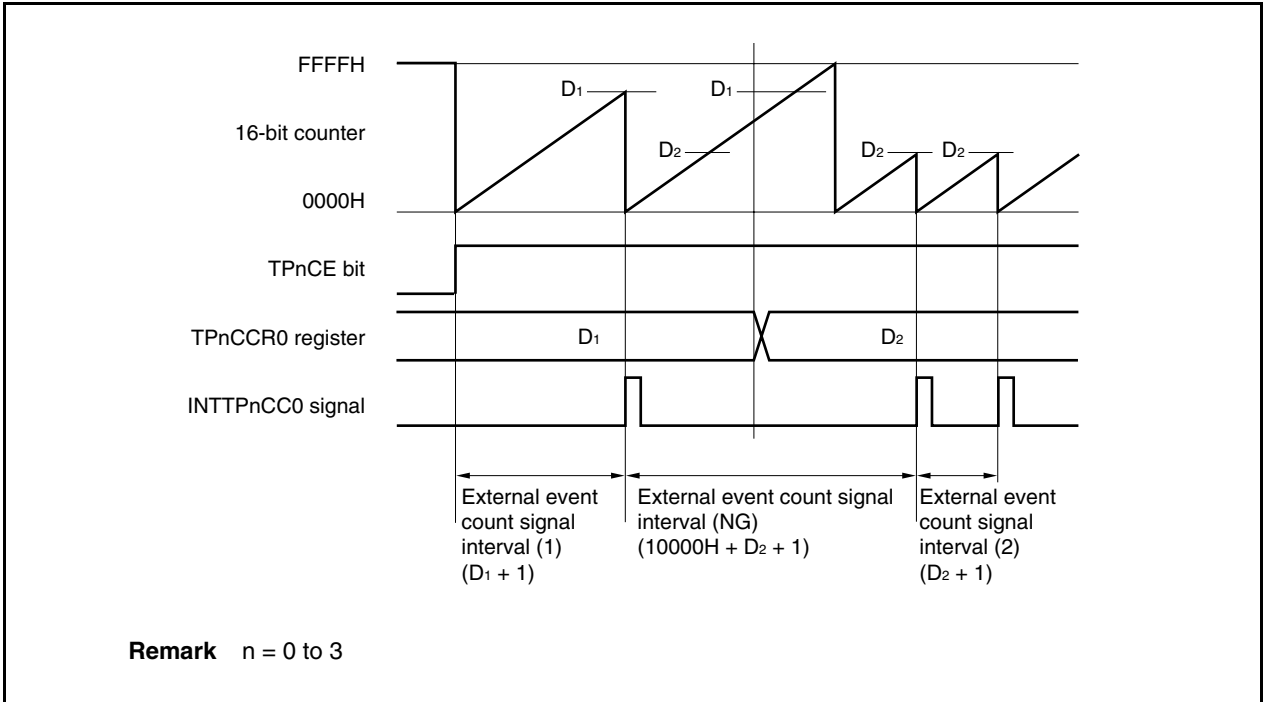 FFFFH
D1
D1
16-bit counter
D2
D2
D2
0000H
TPnCE bit
TPnCCR0 register
D1
D2
INTTPnCC0 signal
External event
count signal
interval (1)
(D1 + 1)
External event count signal
interval (NG)
(10000H + D2 + 1)
External event
count signal
interval (2)
(D2 + 1)
Remark n = 0 to 3